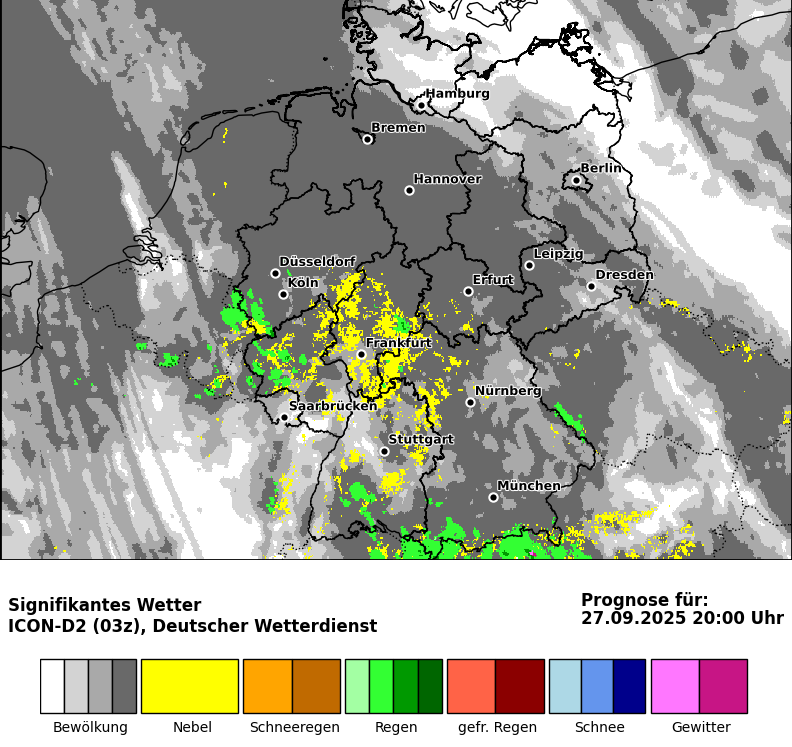 Hamburg
Bremen
Berlin
Hannover
Leipzig
Düsseldorf
Dresden
Köln
Erfurt
Frankfurt
Nürnberg
Saarbrücken
Stuttgart
München
Signifikantes Wetter
ICON-D2 (03z), Deutscher Wetterdienst
Prognose für:
27.09.2025 20:00 Uhr
Bewölkung Nebel Schneeregen Regen gefr. Regen Schnee Gewitter